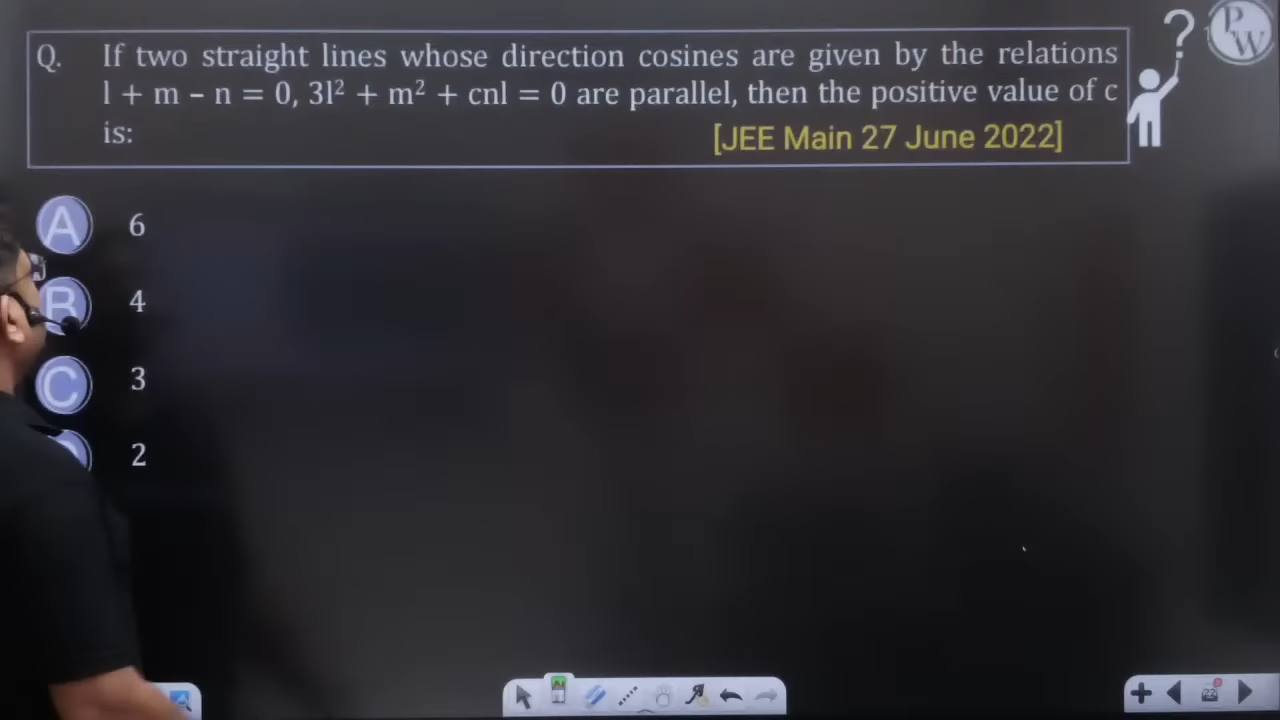 Q. If two straight lines whose direction cosines are given by the relations
l + m – n = 0, 3l² + m² + cnl = 0 are parallel, then the positive value of c
is: [JEE Main 27 June 2022]
P
W
A 6
B 4
C 3
2
22